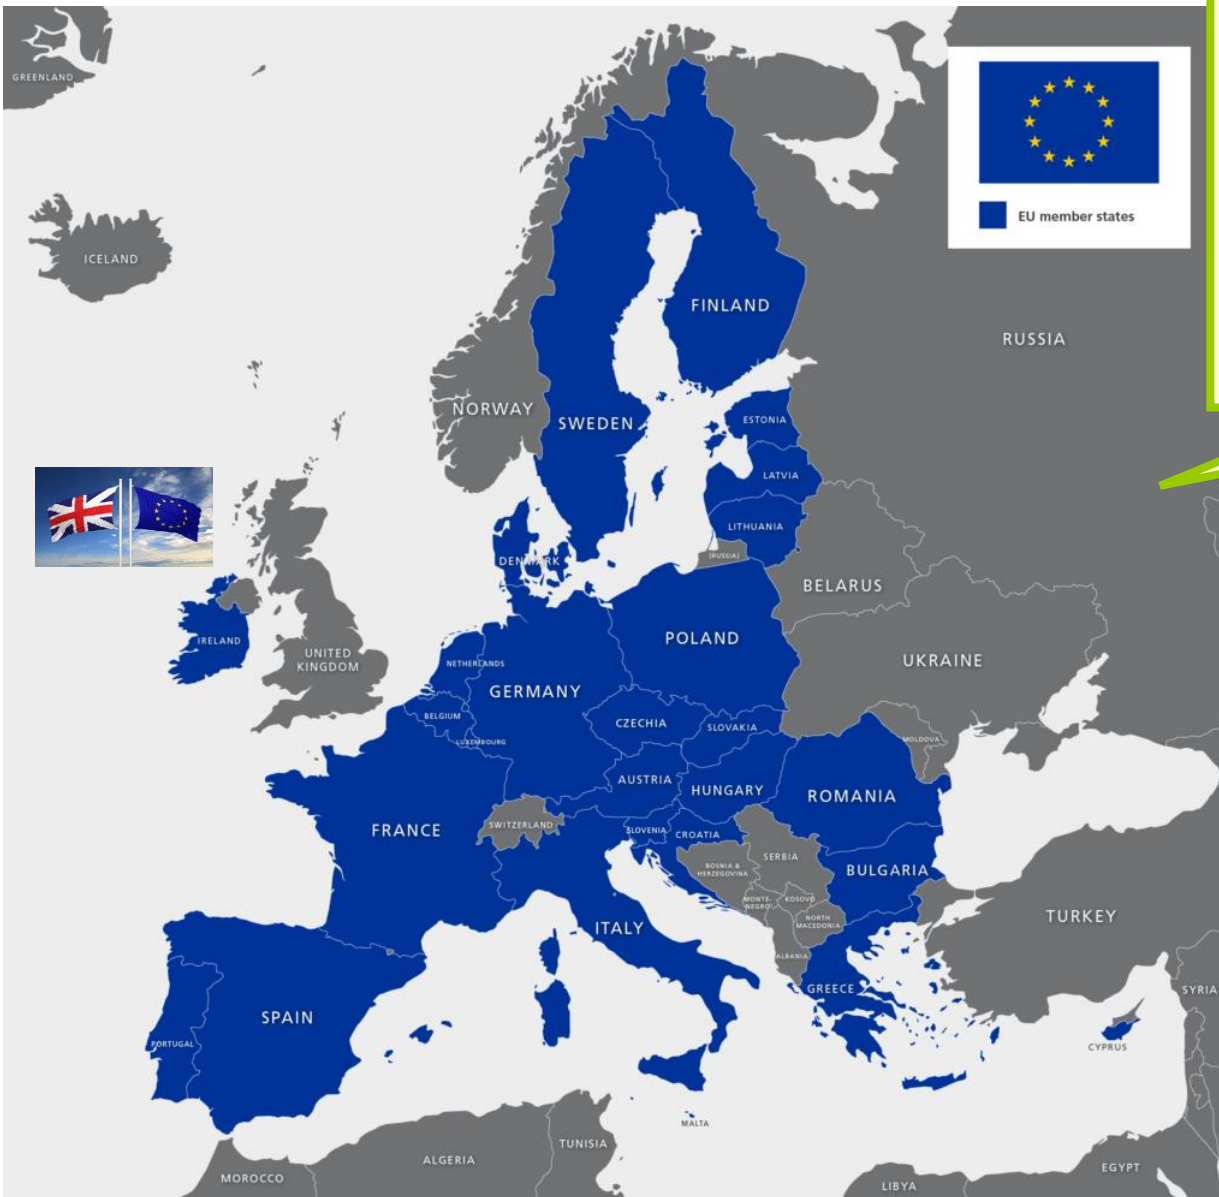 GREENLAND
EU member states
ICELAND
FINLAND
RUSSIA
NORWAY
SWEDEN
ESTONIA
LATVIA
LITHUANIA
(RUSSIA)
DENMARK
BELARUS
IRELAND
UNITED
KINGDOM
POLAND
NETHERLANDS
UKRAINE
GERMANY
BELGIUM
CZECHIA
SLOVAKIA
LUXEMBOURG
MOLDOVA
AUSTRIA
HUNGARY
ROMANIA
FRANCE
SWITZERLAND
SLOVENIA
CROATIA
SERBIA
BOSNIA &
HERZEGOVINA
BULGARIA
MONTE-
NEGRO
KOSOVO
NORTH
MACEDONIA
TURKEY
ITALY
ALBANIA
GREECE
SYRIA
SPAIN
PORTUGAL
CYPRUS
MALTA
TUNISIA
ALGERIA
MOROCCO
EGYPT
LIBYA